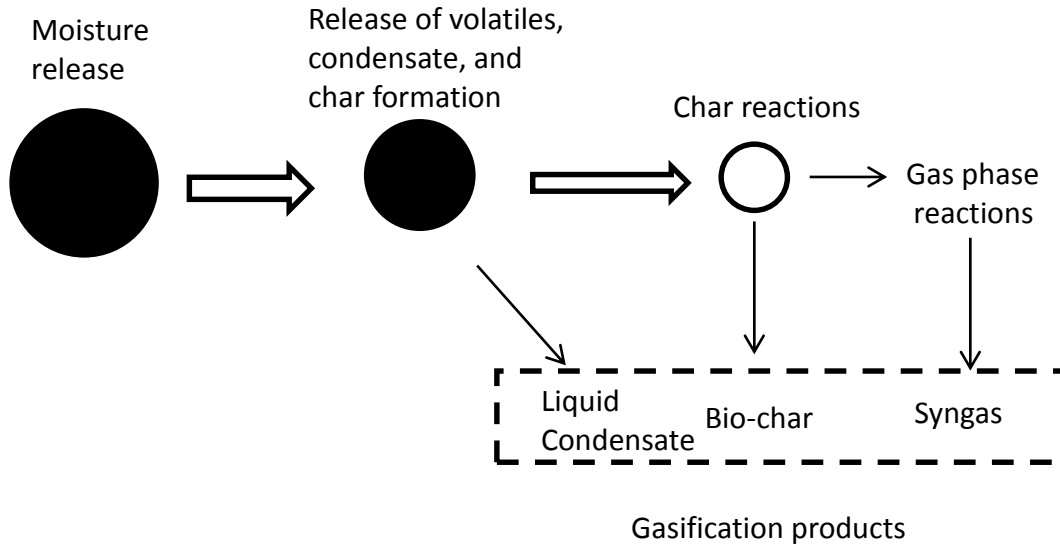 Moisture
release
Release of volatiles,
condensate, and
char formation
Char reactions
Gas phase
reactions
Liquid
Condensate
Bio-char
Syngas
Gasification products